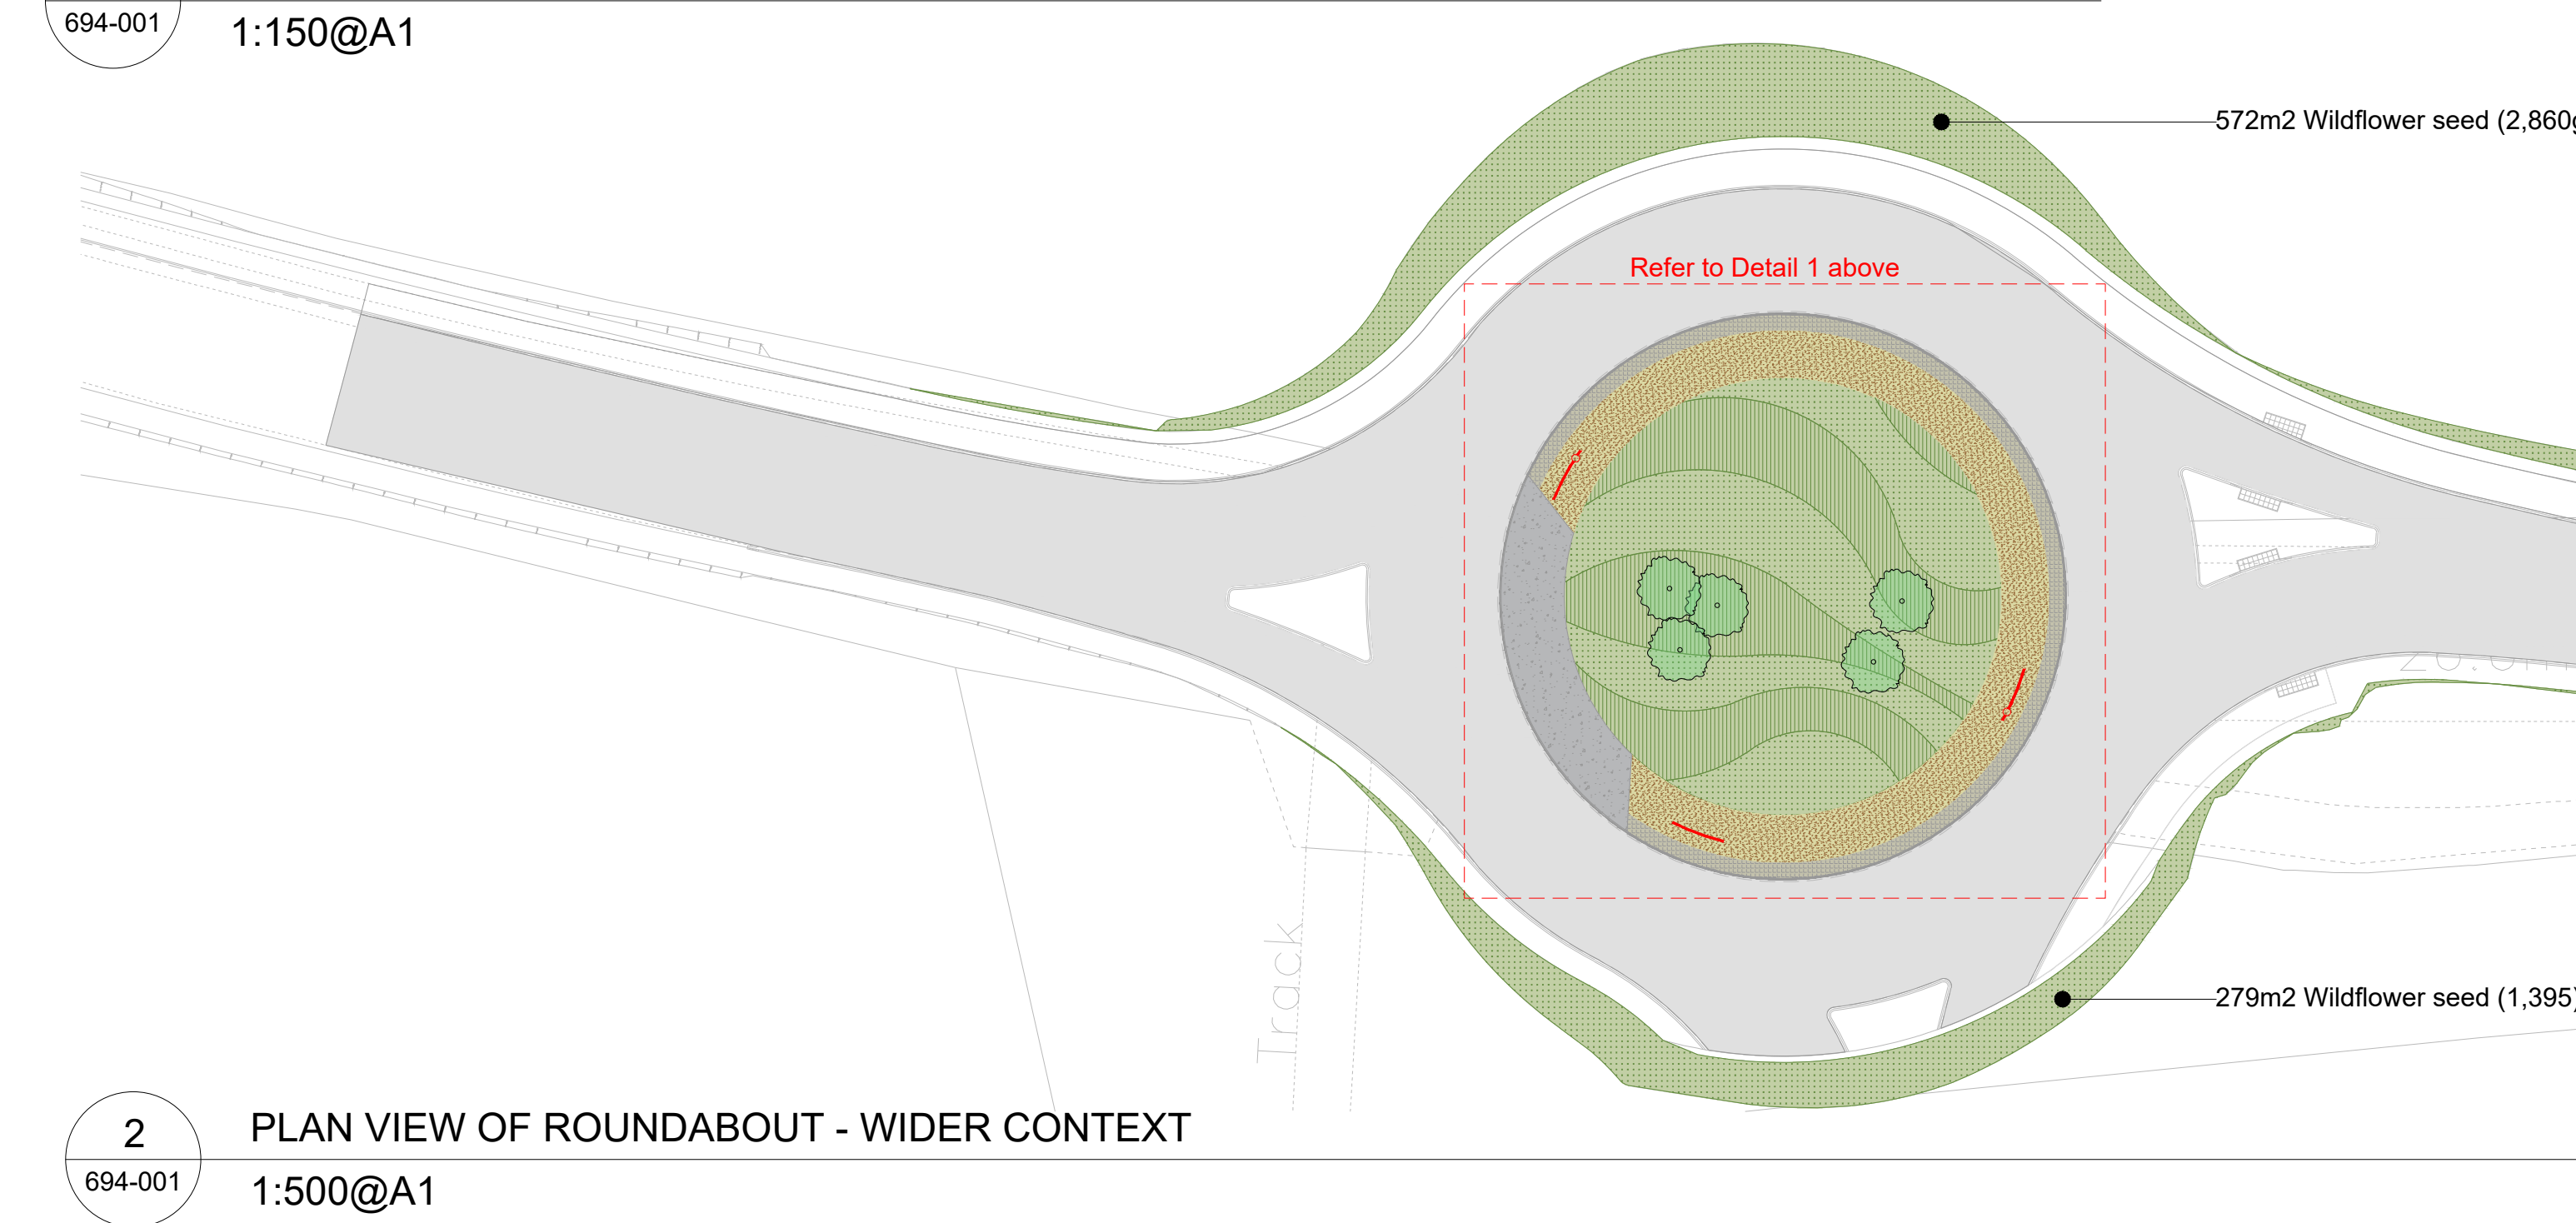 694-001
1:150@A1
572m2 Wildflower seed (2,860g
Refer to Detail 1 above
Track
279m2 Wildflower seed (1,395)
2
PLAN VIEW OF ROUNDABOUT - WIDER CONTEXT
694-001
1:500@A1